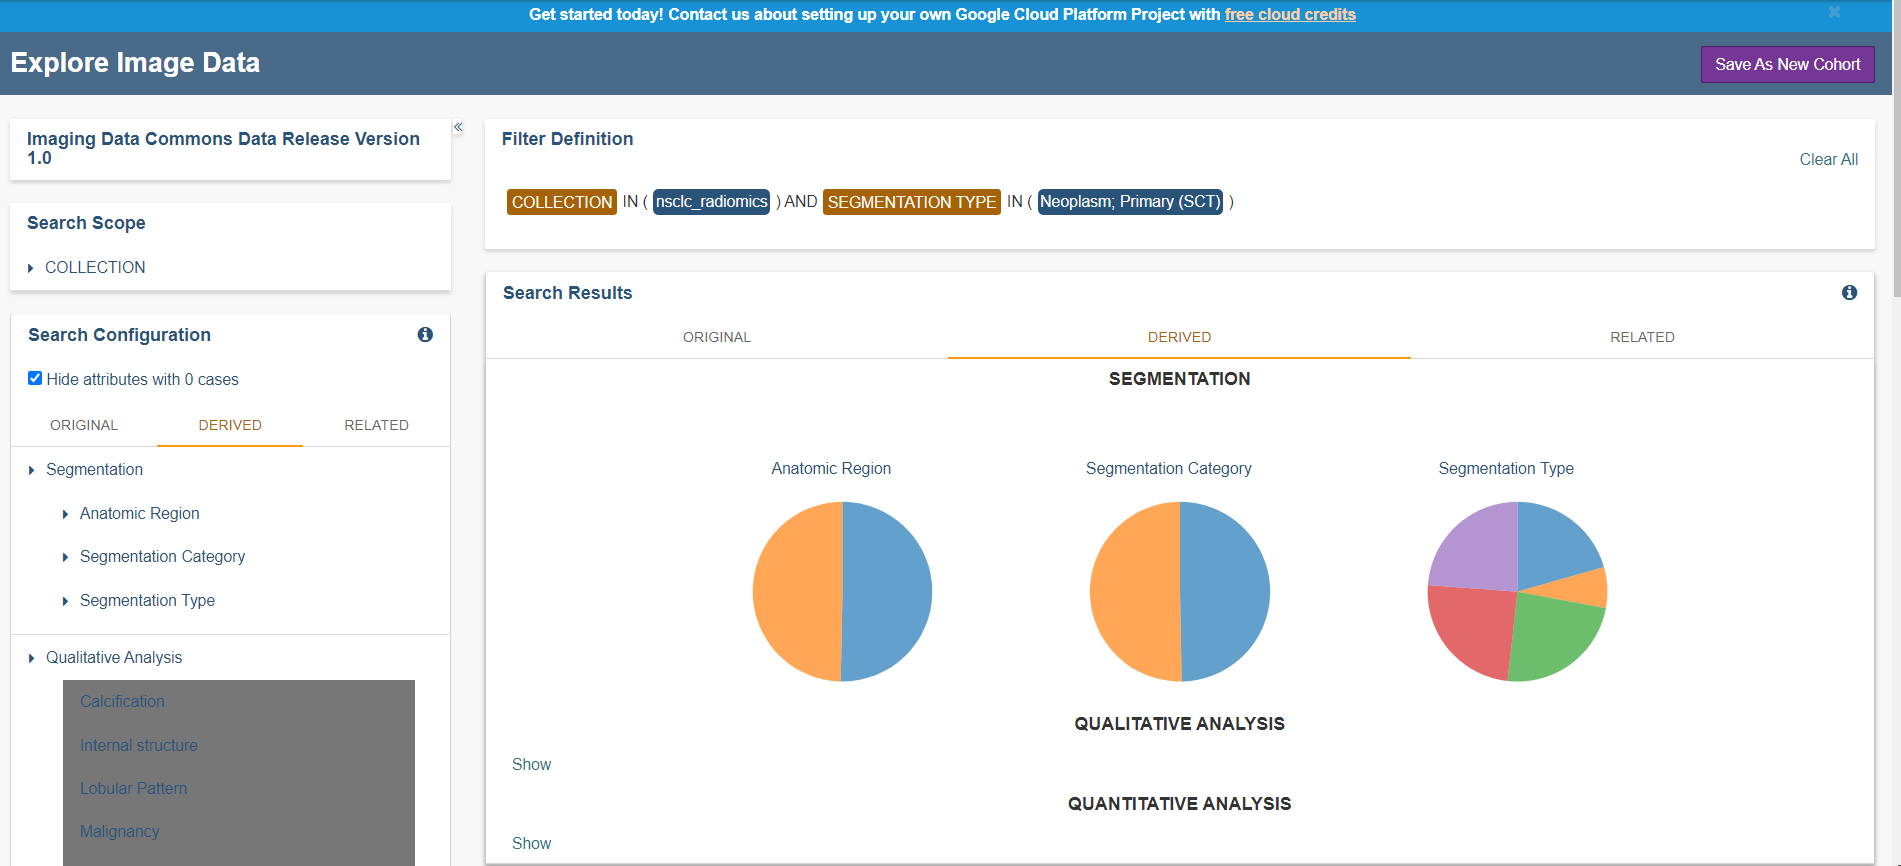 Get started today! Contact us about setting up your own Google Cloud Platform Project with free cloud credits
Explore Image Data
Save As New Cohort
Imaging Data Commons Data Release Version
1.0
Search Scope
COLLECTION
Search Configuration
Hide attributes with 0 cases
ORIGINAL DERIVED RELATED
Segmentation
Anatomic Region
Segmentation Category
Segmentation Type
Qualitative Analysis
Calcification
Internal structure
Lobular Pattern
Malignancy
Filter Definition
Clear All
COLLECTION IN ( nsclc_radiomics ) AND SEGMENTATION TYPE IN ( Neoplasm; Primary (SCT) )
Search Results
ORIGINAL DERIVED RELATED
SEGMENTATION
Anatomic Region Segmentation Category Segmentation Type
QUALITATIVE ANALYSIS
Show
QUANTITATIVE ANALYSIS
Show